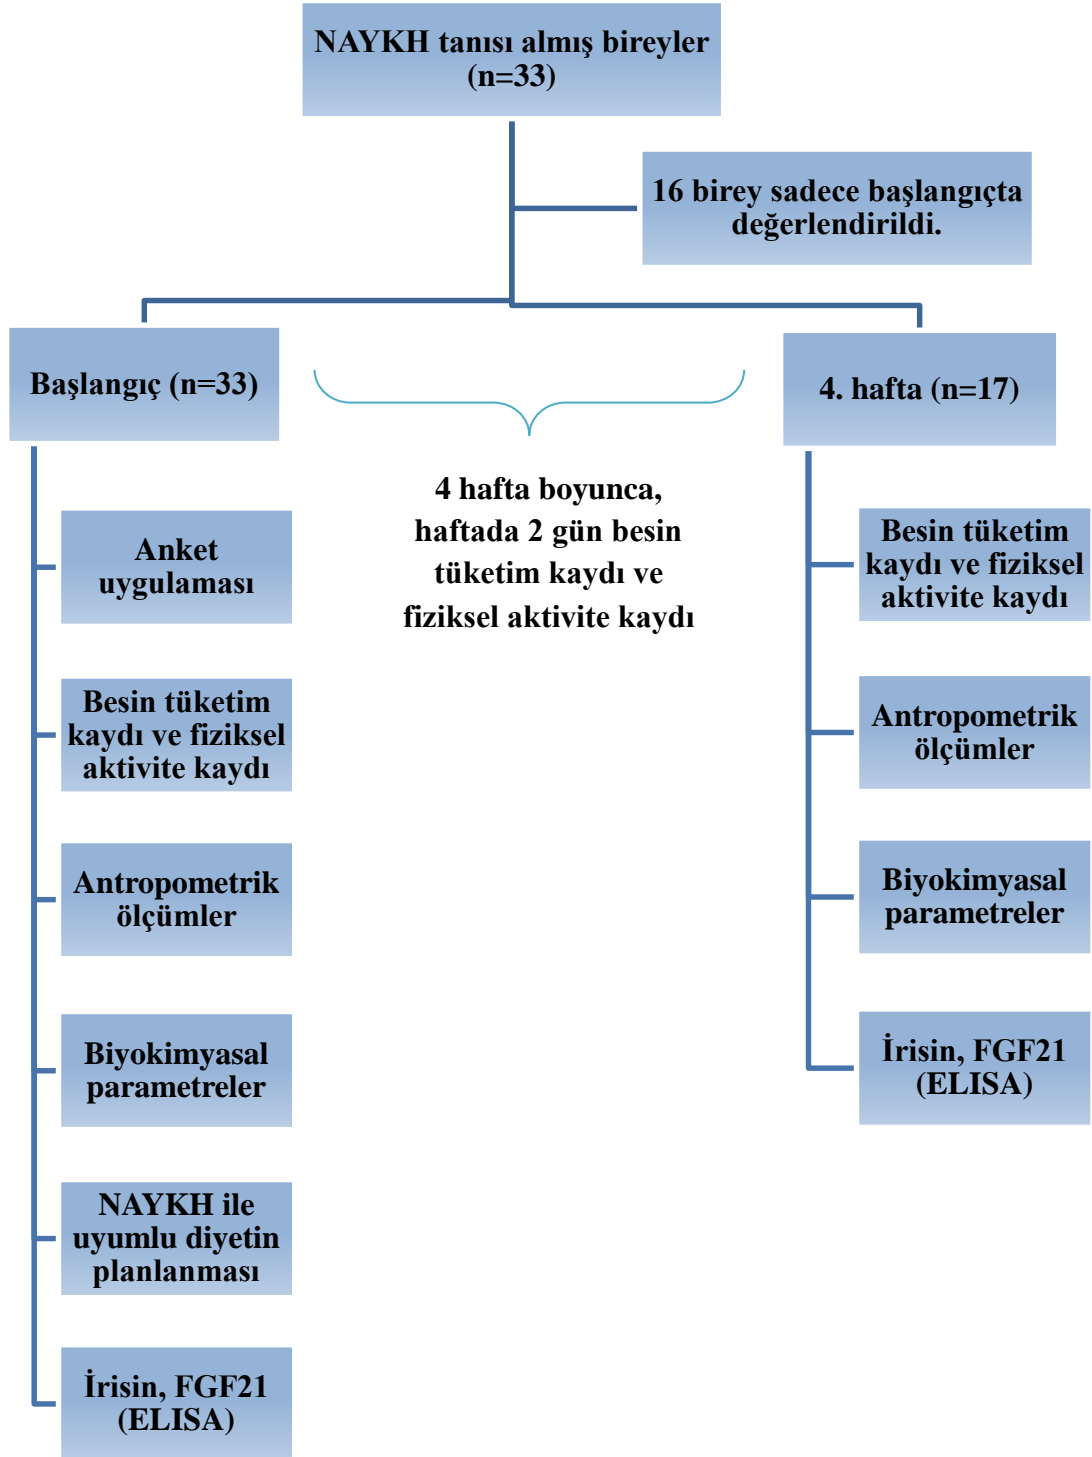 NAYKH tanısı almış bireyler
(n=33)
16 birey sadece başlangıçta
değerlendirildi.
Başlangıç (n=33)
4. hafta (n=17)
4 hafta boyunca,
haftada 2 gün besin
tüketim kaydı ve
fiziksel aktivite kaydı
Anket
uygulaması
Besin tüketim
kaydı ve fiziksel
aktivite kaydı
Antropometrik
ölçümler
Biyokimyasal
parametreler
NAYKH ile
uyumlu diyetin
planlanması
İrisin, FGF21
(ELISA)
Besin tüketim
kaydı ve fiziksel
aktivite kaydı
Antropometrik
ölçümler
Biyokimyasal
parametreler
İrisin, FGF21
(ELISA)